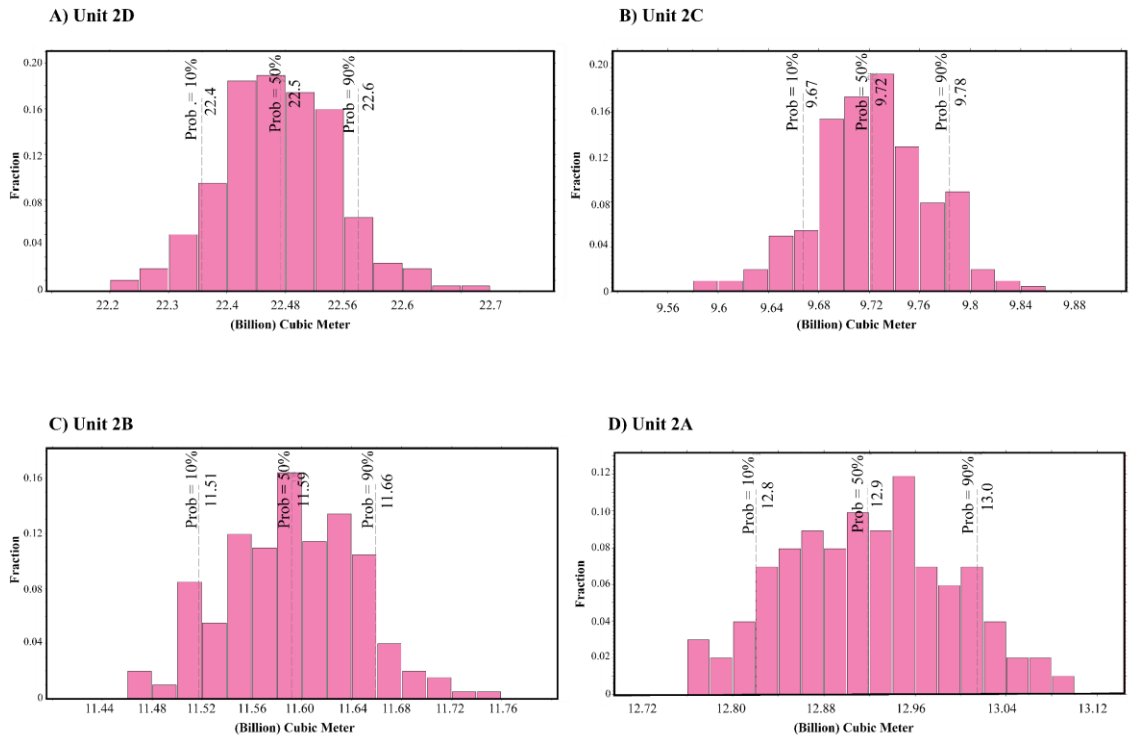 A) Unit 2D
0.20
0.16
0.12
0.08
0.04
0
Fraction
Prob . = 10%
22.4
Prob = 50%
22.5
Prob = 90%
22.6
22.2
22.3
22.4
22.48
22.56
22.6
22.7
(Billion) Cubic Meter
B) Unit 2C
0.20
0.16
0.12
0.08
0.04
0
Fraction
Prob = 10%
9.67
Prob = 50%
9.72
Prob = 90%
9.78
9.56
9.6
9.64
9.68
9.72
9.76
9.8
9.84
9.88
(Billion) Cubic Meter
C) Unit 2B
0.16
0.12
0.08
0.04
0
Fraction
Prob = 10%
11.51
Prob = 50%
11.59
Prob = 90%
11.66
11.44
11.48
11.52
11.56
11.60
11.64
11.68
11.72
11.76
(Billion) Cubic Meter
D) Unit 2A
0.12
0.10
0.08
0.06
0.04
0.02
0
Fraction
Prob = 10%
12.8
Prob = 50%
12.9
Prob = 90%
13.0
12.72
12.80
12.88
12.96
13.04
13.12
(Billion) Cubic Meter